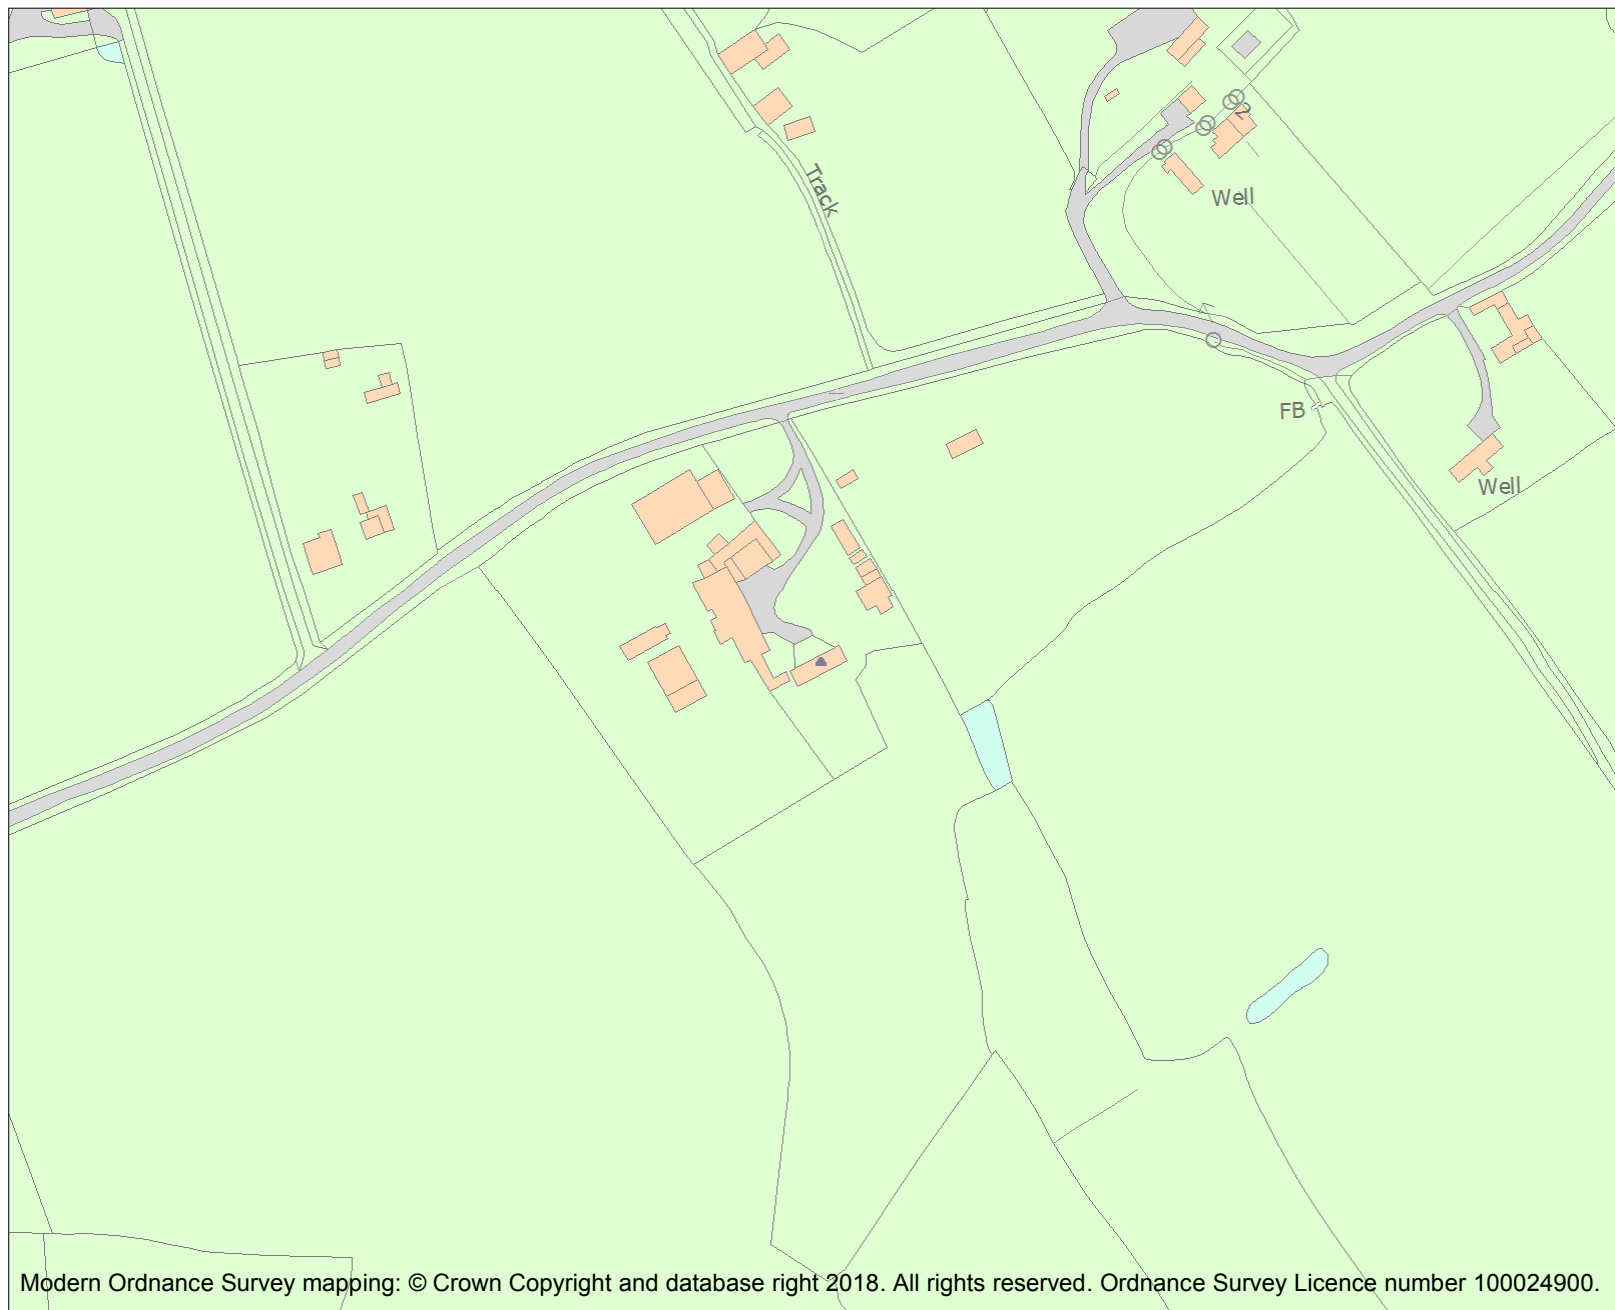 2
Track
Well
FB
Well
Modern Ordnance Survey mapping: © Crown Copyright and database right 2018. All rights reserved. Ordnance Survey Licence number 100024900.